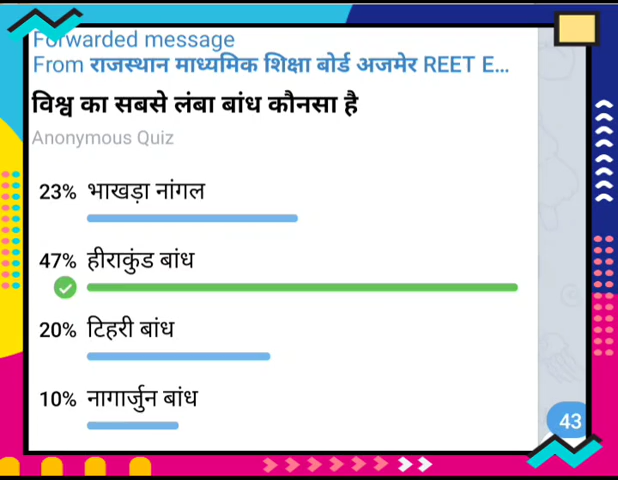 Forwarded message
From राजस्थान माध्यमिक शिक्षा बोर्ड अजमेर REET E...
विश्व का सबसे लंबा बांध कौनसा है
Anonymous Quiz
23% भाखड़ा नांगल
47% हीराकुंड बांध
20% टिहरी बांध
10% नागार्जुन बांध
43